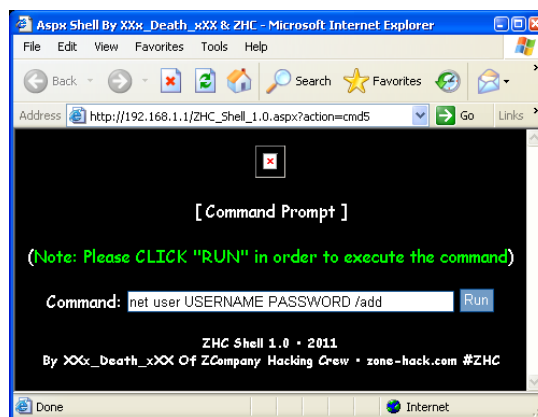 Aspx Shell By XXx_Death_xXX & ZHC - Microsoft Internet Explorer
File Edit View Favorites Tools Help
Back Search Favorites
Address http://192.168.1.1/ZHC_Shell_1.0.aspx?action=cmd5 Go Links
[ Command Prompt ]
(Note: Please CLICK "RUN" in order to execute the command)
Command: net user USERNAME PASSWORD /add Run
ZHC Shell 1.0 • 2011
By XXx_Death_xXX Of ZCompany Hacking Crew • zone-hack.com #ZHC
Done Internet